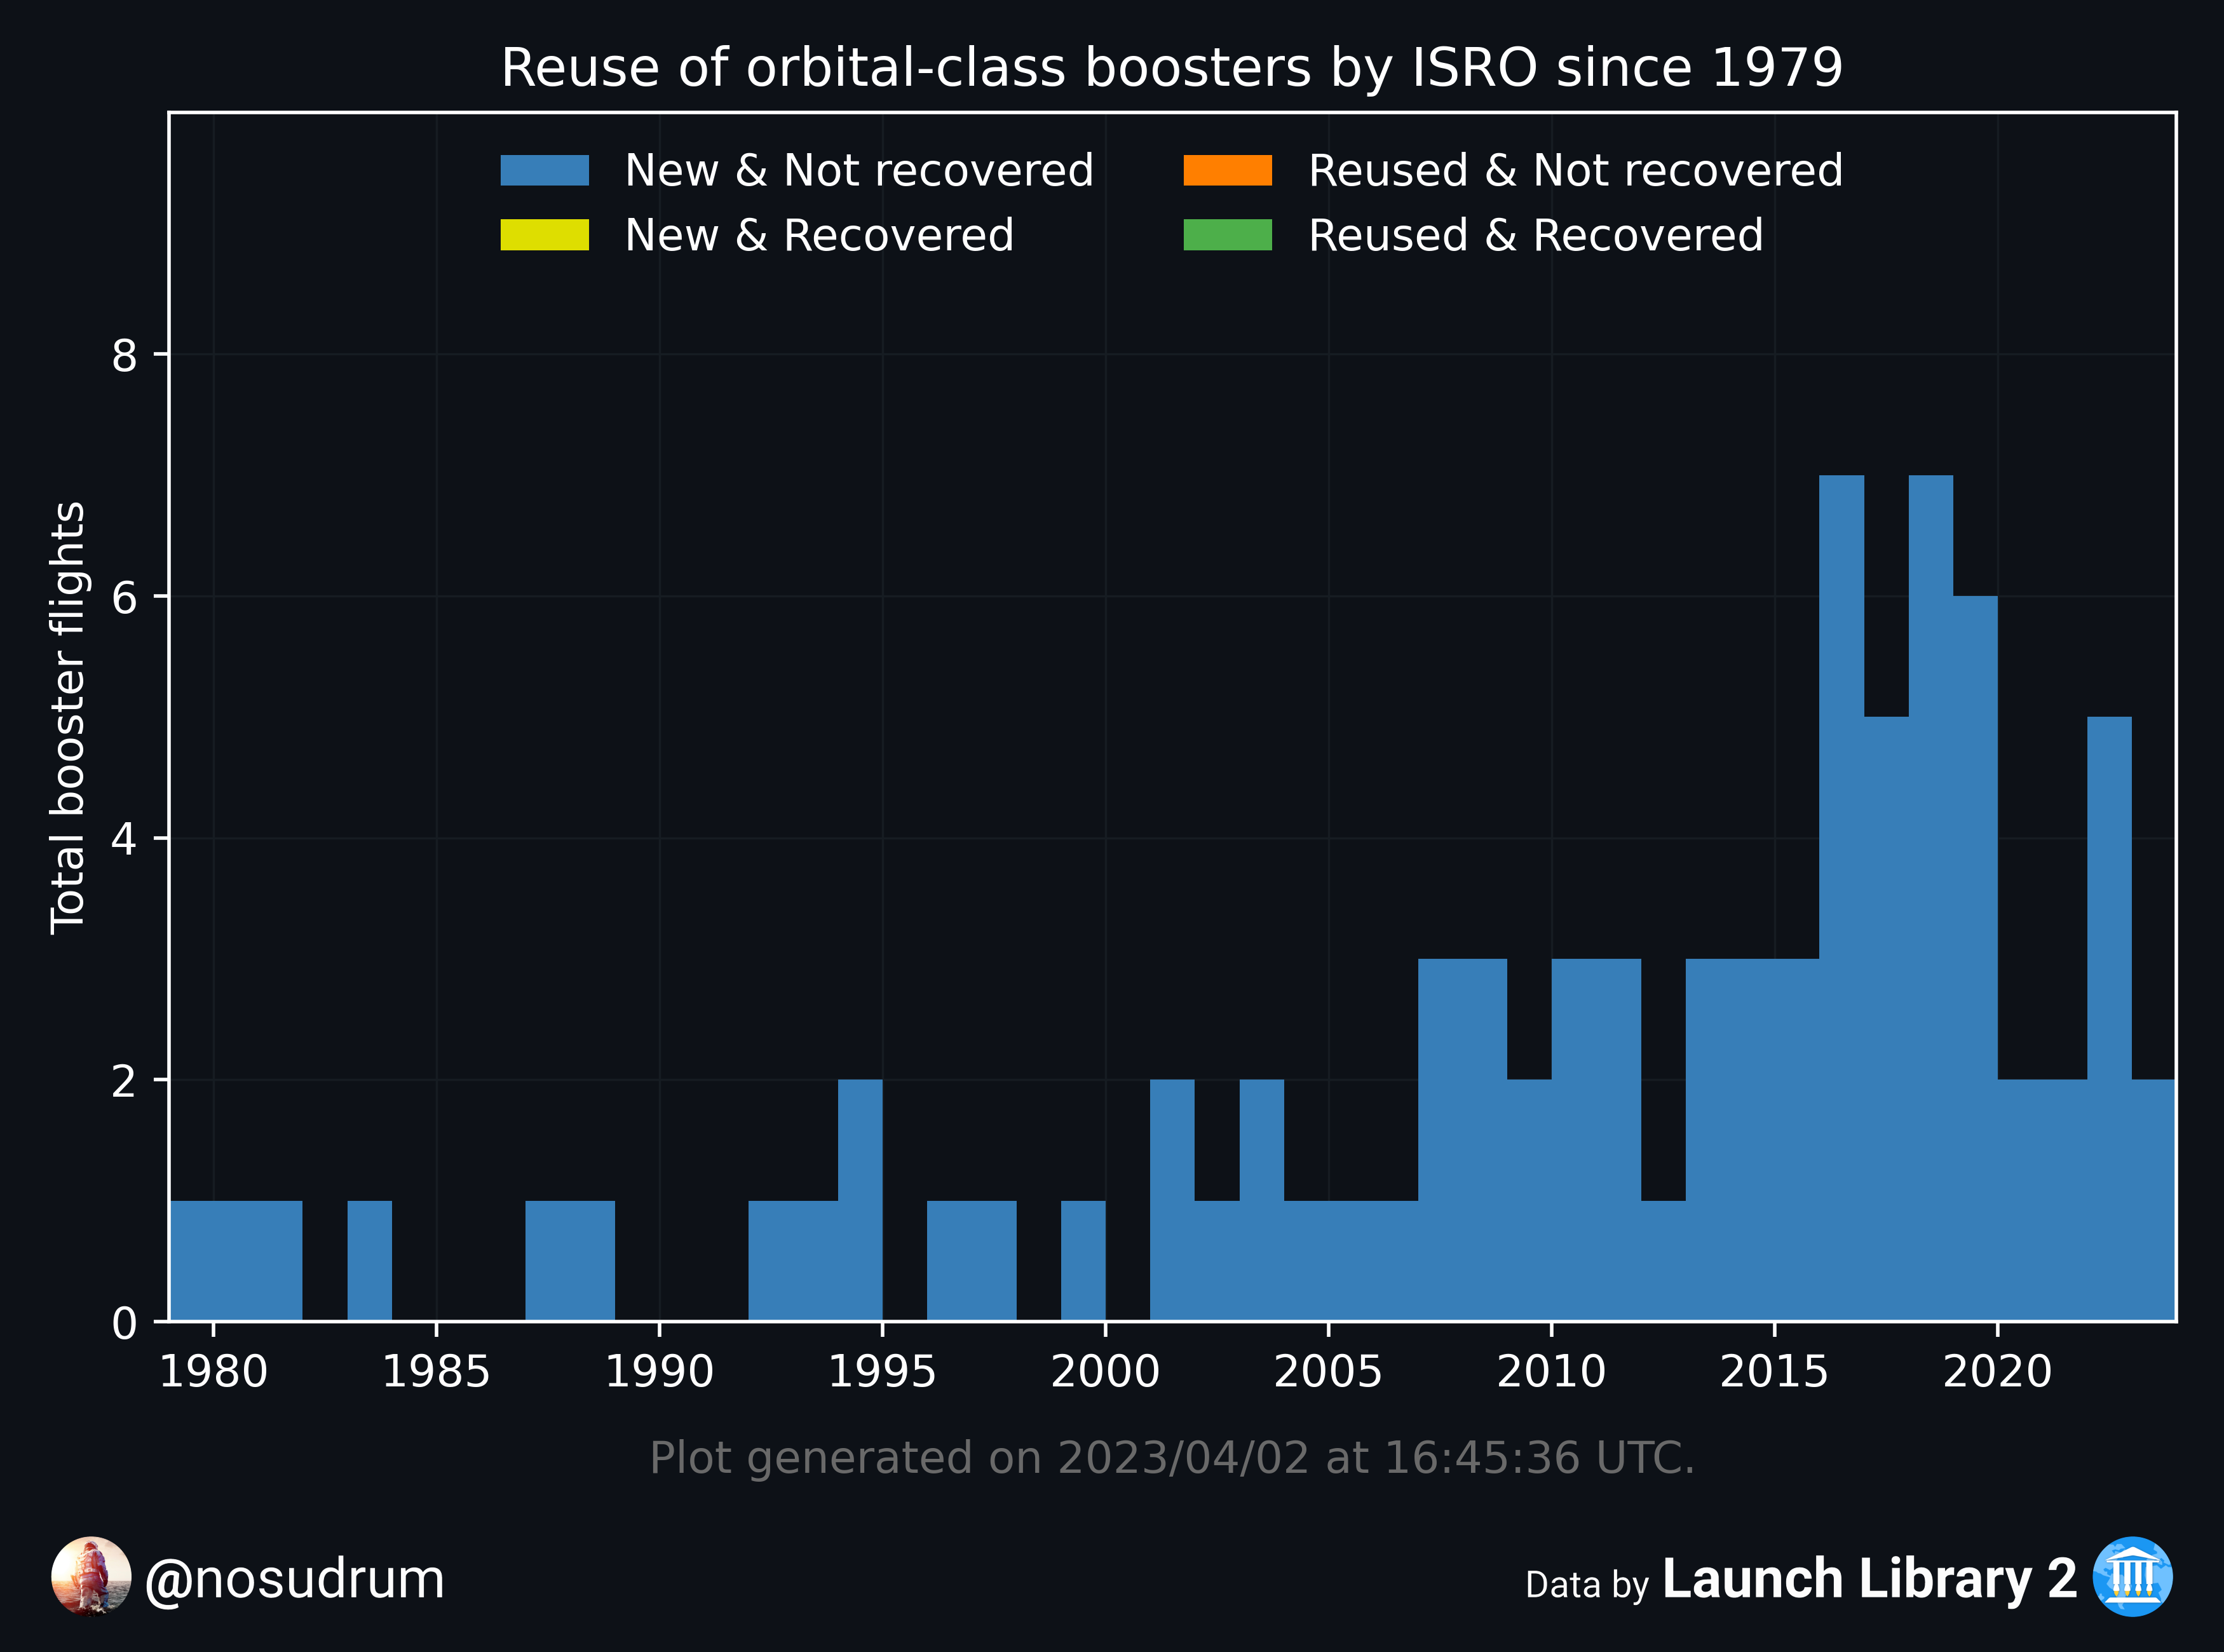 Reuse of orbital-class boosters by ISRO since 1979
New & Not recovered
Reused & Not recovered
New & Recovered
Reused & Recovered
8
6
4
2
0
Total booster flights
1980 1985 1990 1995 2000 2005 2010 2015 2020
Plot generated on 2023/04/02 at 16:45:36 UTC.
@nosudrum
Data by Launch Library 2